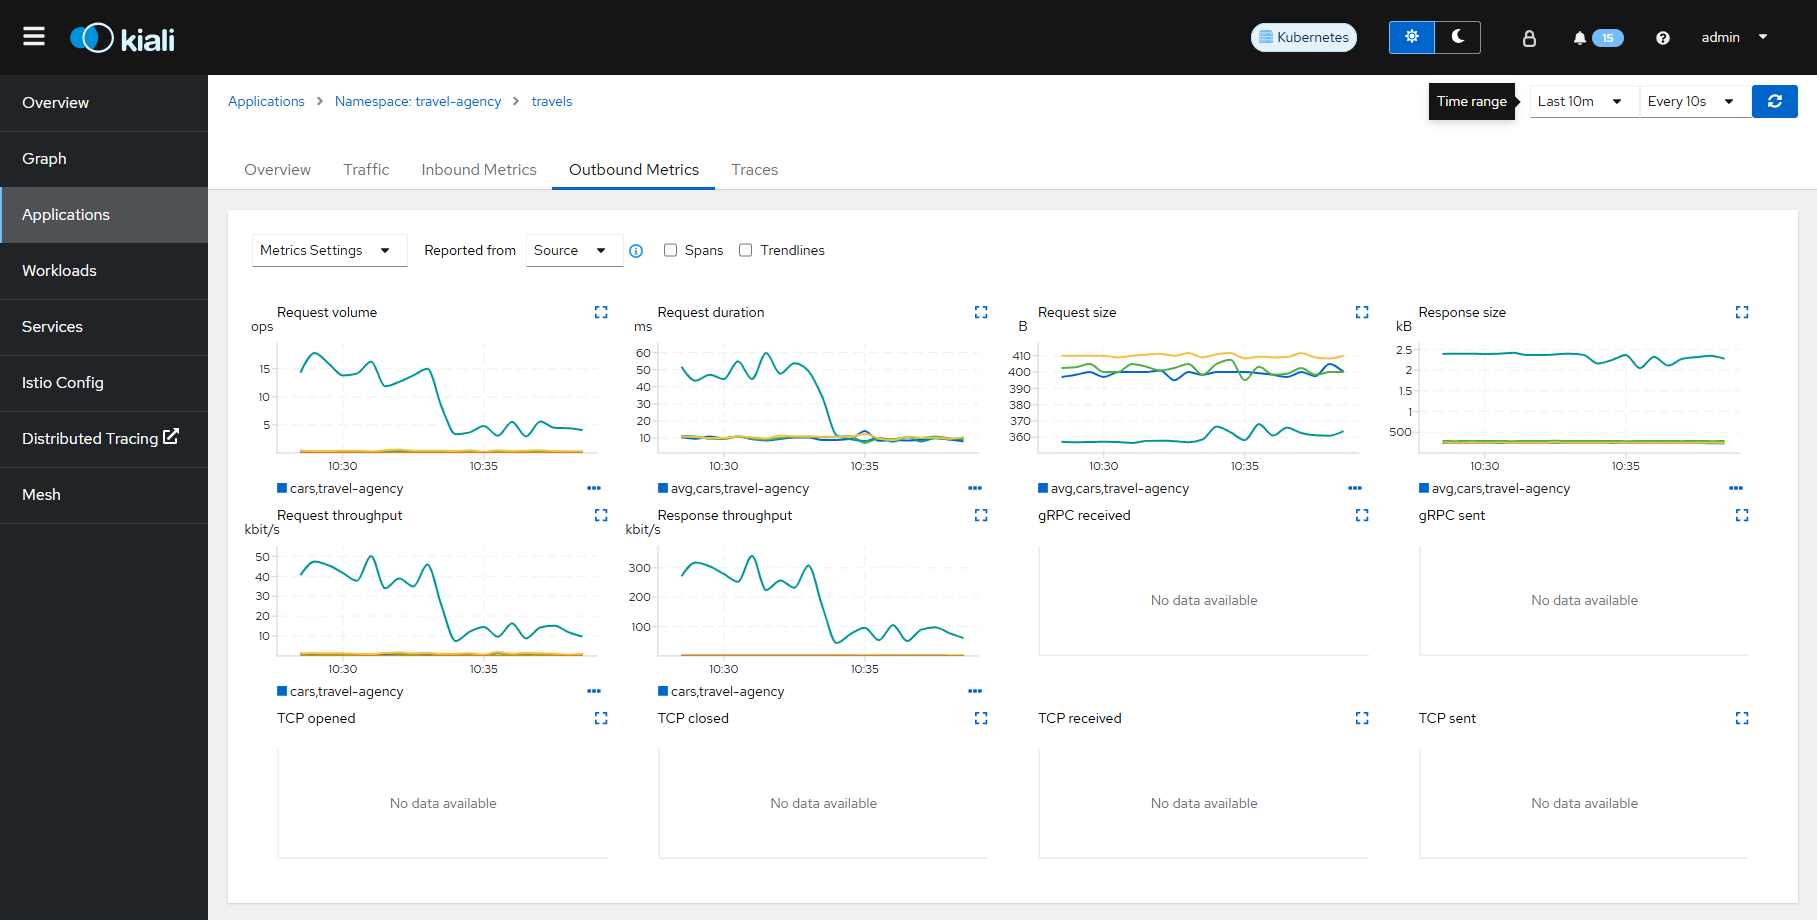 kiali
Kubernetes
15
admin
Overview
Graph
Applications
Workloads
Services
Istio Config
Distributed Tracing
Mesh
Applications > Namespace: travel-agency > travels
Time range
Last 10m
Every 10s
Overview
Traffic
Inbound Metrics
Outbound Metrics
Traces
Metrics Settings
Reported from
Source
Spans
Trendlines
Request volume
ops
15
10
5
10:30
10:35
cars,travel-agency
Request duration
ms
60
50
40
30
20
10
10:30
10:35
avg,cars,travel-agency
Request size
B
410
400
390
380
370
360
10:30
10:35
avg,cars,travel-agency
Response size
kB
2.5
2
1.5
1
500
10:30
10:35
avg,cars,travel-agency
Request throughput
kbit/s
50
40
30
20
10
10:30
10:35
cars,travel-agency
Response throughput
kbit/s
300
200
100
10:30
10:35
cars,travel-agency
gRPC received
No data available
gRPC sent
No data available
TCP opened
No data available
TCP closed
No data available
TCP received
No data available
TCP sent
No data available